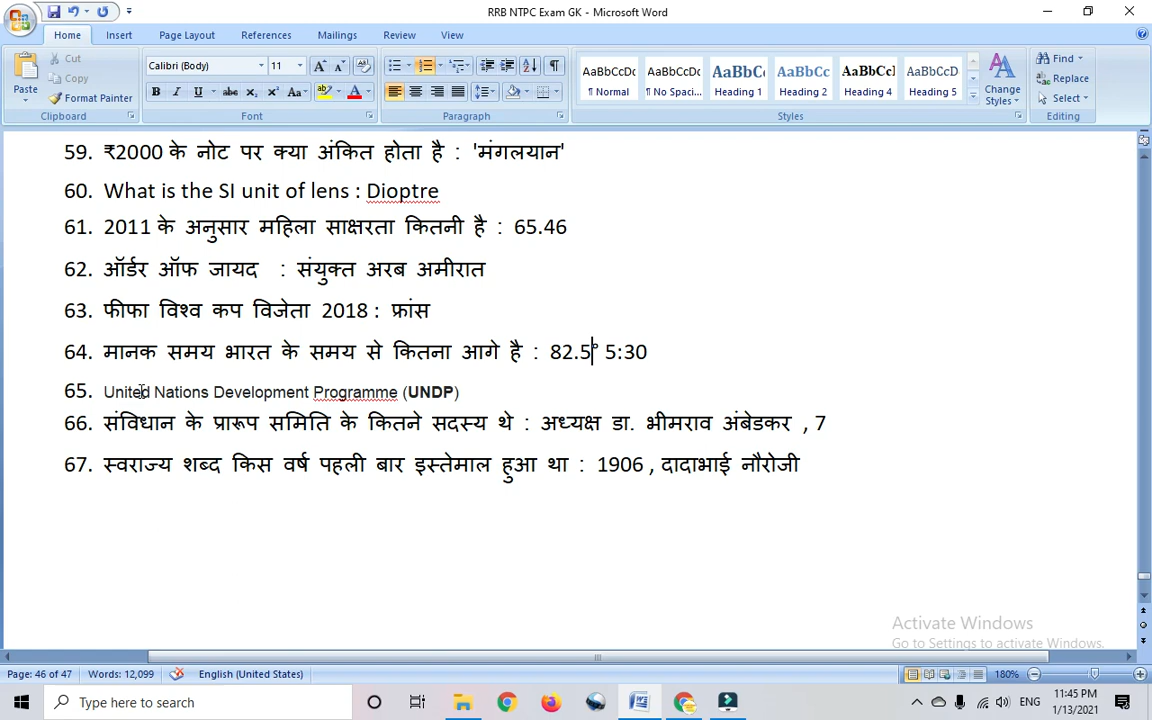 RRB NTPC Exam GK - Microsoft Word
Home Insert Page Layout References Mailings Review View
Paste Cut Copy Format Painter Clipboard
Calibri (Body) 11 Font
Paragraph
AaBbCcDc AaBbCcDc AaBbC AaBbCc AaBbCcI AaBbCcD
¶ Normal ¶ No Spaci... Heading 1 Heading 2 Heading 4 Heading 5 Change Styles Styles
Find Replace Select Editing
59. ₹2000 के नोट पर क्या अंकित होता है : 'मंगलयान'
60. What is the SI unit of lens : Dioptre
61. 2011 के अनुसार महिला साक्षरता कितनी है : 65.46
62. ऑर्डर ऑफ जायद : संयुक्त अरब अमीरात
63. फीफा विश्व कप विजेता 2018 : फ्रांस
64. मानक समय भारत के समय से कितना आगे है : 82.5° 5:30
65. United Nations Development Programme (UNDP)
66. संविधान के प्रारूप समिति के कितने सदस्य थे : अध्यक्ष डा. भीमराव अंबेडकर , 7
67. स्वराज्य शब्द किस वर्ष पहली बार इस्तेमाल हुआ था : 1906 , दादाभाई नौरोजी
Activate Windows
Go to Settings to activate Windows.
Page: 46 of 47 Words: 12,099 English (United States) 180%
Type here to search ENG 11:45 PM
1/13/2021